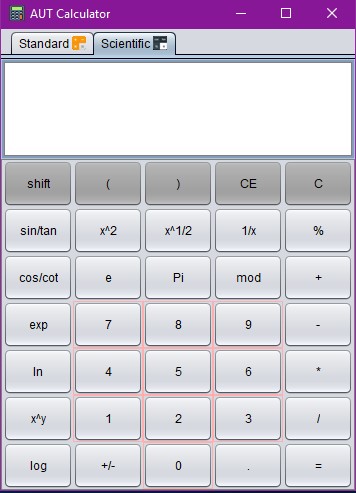 AUT Calculator
Standard Scientific
shift ( ) CE C
sin/tan x^2 x^1/2 1/x %
cos/cot e Pi mod +
exp 7 8 9 -
ln 4 5 6 *
x^y 1 2 3 /
log +/- 0 . =